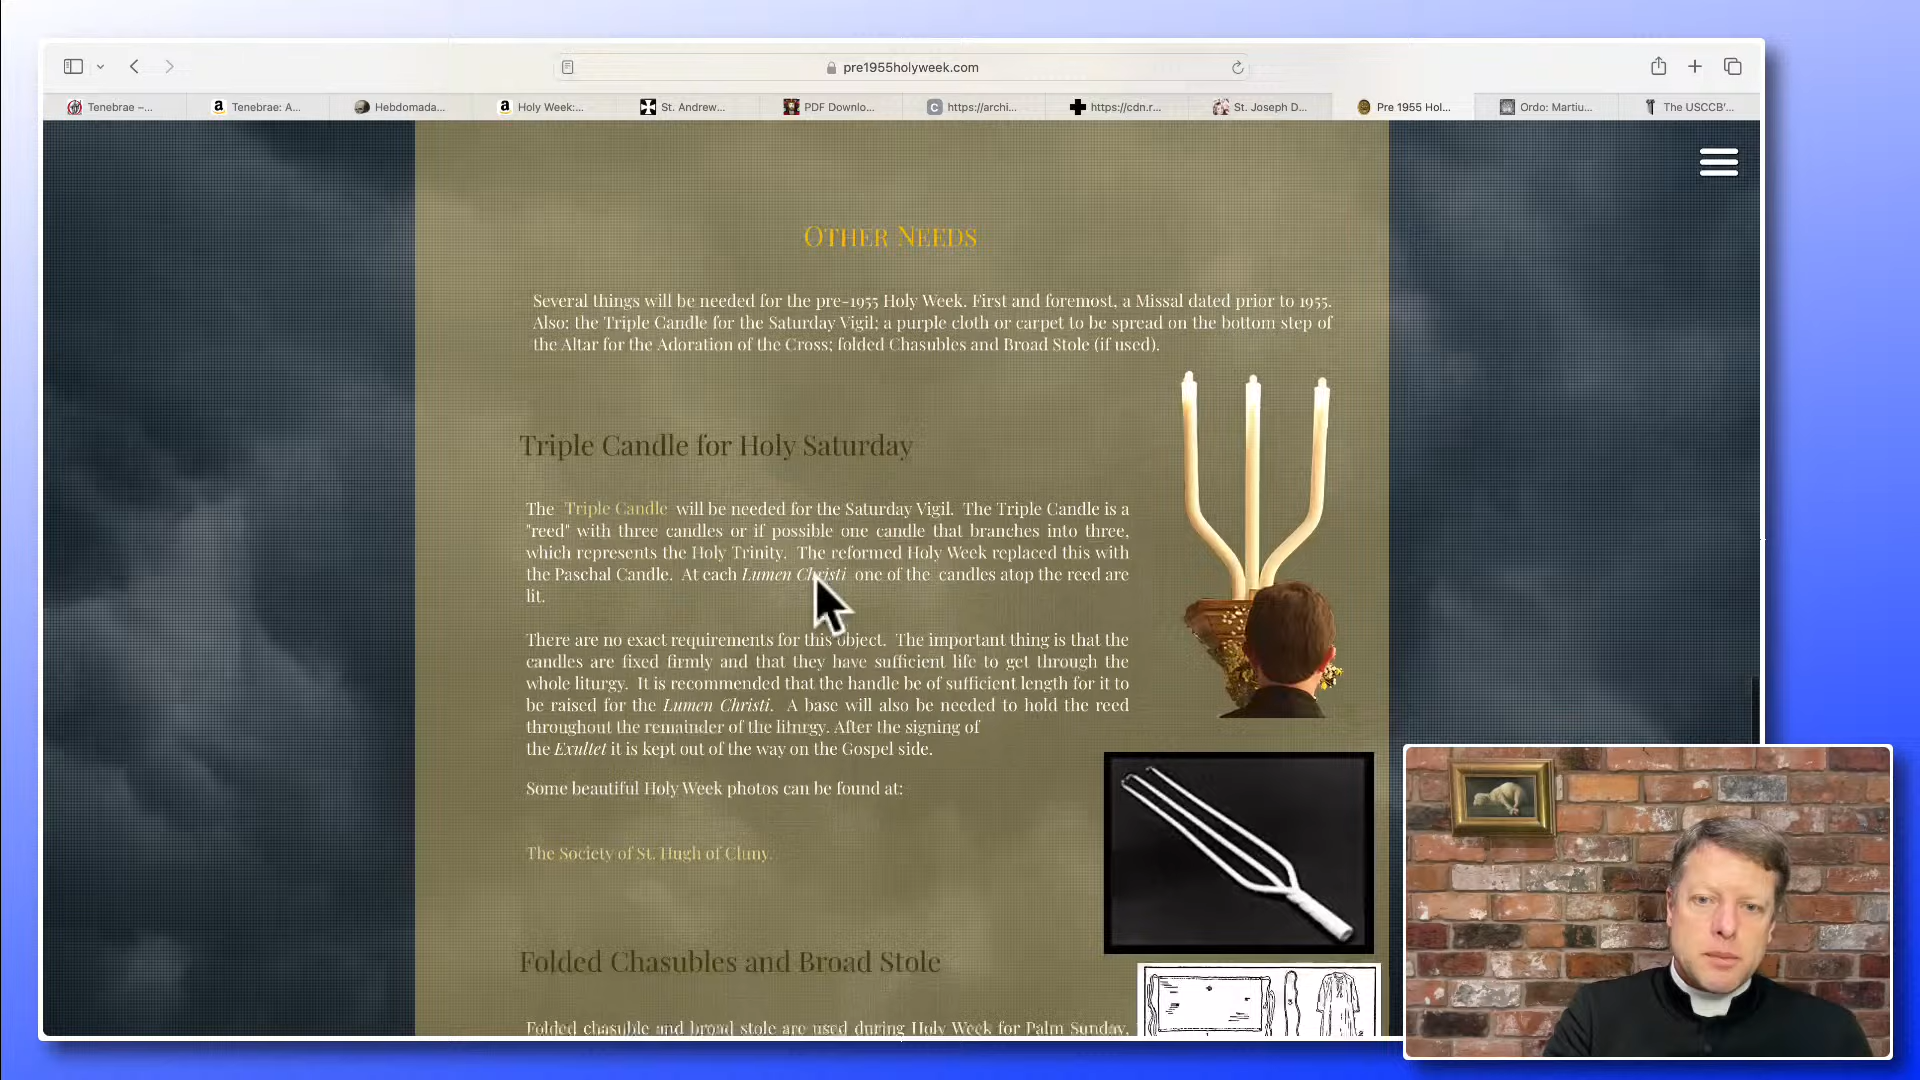 pre1955holyweek.com
Tenebrae –...
Tenebrae: A...
Hebdomada...
Holy Week:...
St. Andrew...
PDF Downlo...
https://archi...
https://cdn.r...
St. Joseph D...
Pre 1955 Hol...
Ordo: Martiu...
The USCCB'...
OTHER NEEDS
Several things will be needed for the pre-1955 Holy Week. First and foremost, a Missal dated prior to 1955.
Also: the Triple Candle for the Saturday Vigil; a purple cloth or carpet to be spread on the bottom step of
the Altar for the Adoration of the Cross; folded Chasubles and Broad Stole (if used).
Triple Candle for Holy Saturday
The Triple Candle will be needed for the Saturday Vigil. The Triple Candle is a
"reed" with three candles or if possible one candle that branches into three,
which represents the Holy Trinity. The reformed Holy Week replaced this with
the Paschal Candle. At each Lumen Christi one of the candles atop the reed are
lit.
There are no exact requirements for this object. The important thing is that the
candles are fixed firmly and that they have sufficient life to get through the
whole liturgy. It is recommended that the handle be of sufficient length for it to
be raised for the Lumen Christi. A base will also be needed to hold the reed
throughout the remainder of the liturgy. After the signing of
the Exultet it is kept out of the way on the Gospel side.
Some beautiful Holy Week photos can be found at:
The Society of St. Hugh of Cluny.
Folded Chasubles and Broad Stole
Folded chasuble and broad stole are used during Holy Week for Palm Sunday,